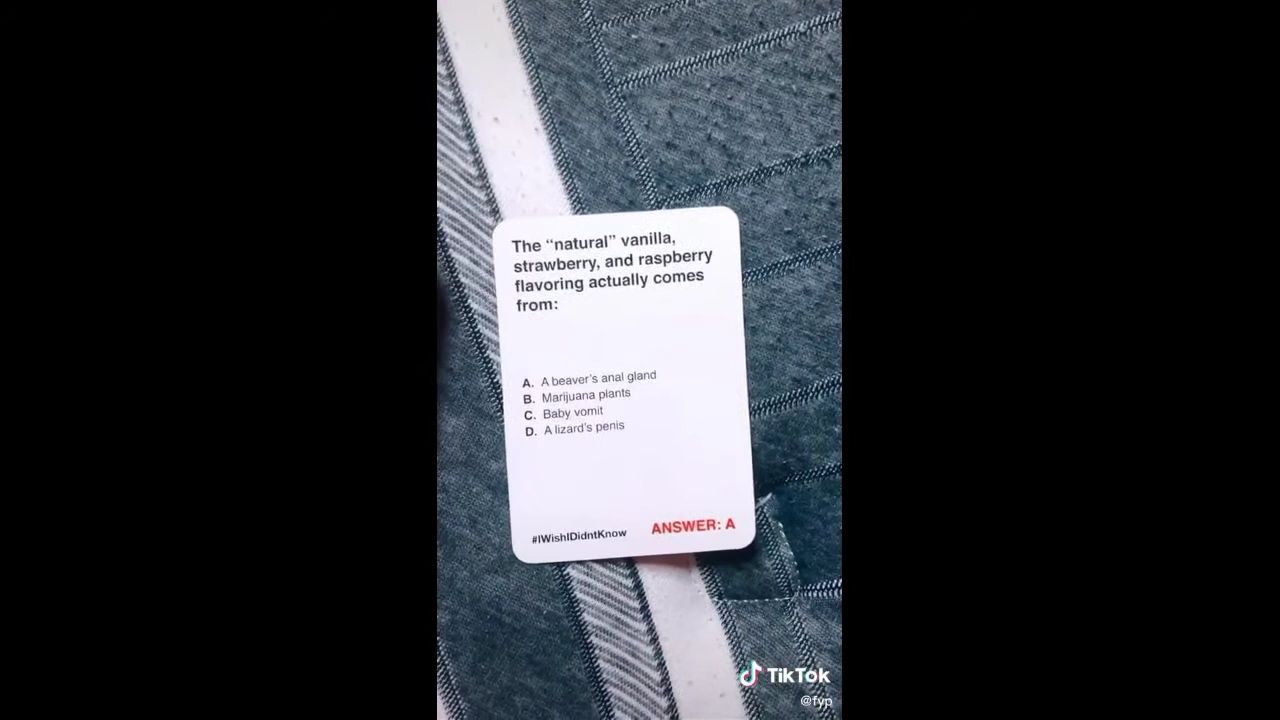 The “natural” vanilla,
strawberry, and raspberry
flavoring actually comes
from:
A. A beaver's anal gland
B. Marijuana plants
C. Baby vomit
D. A lizard's penis
#IWishIDidntKnow ANSWER: A
TikTok
@fyp